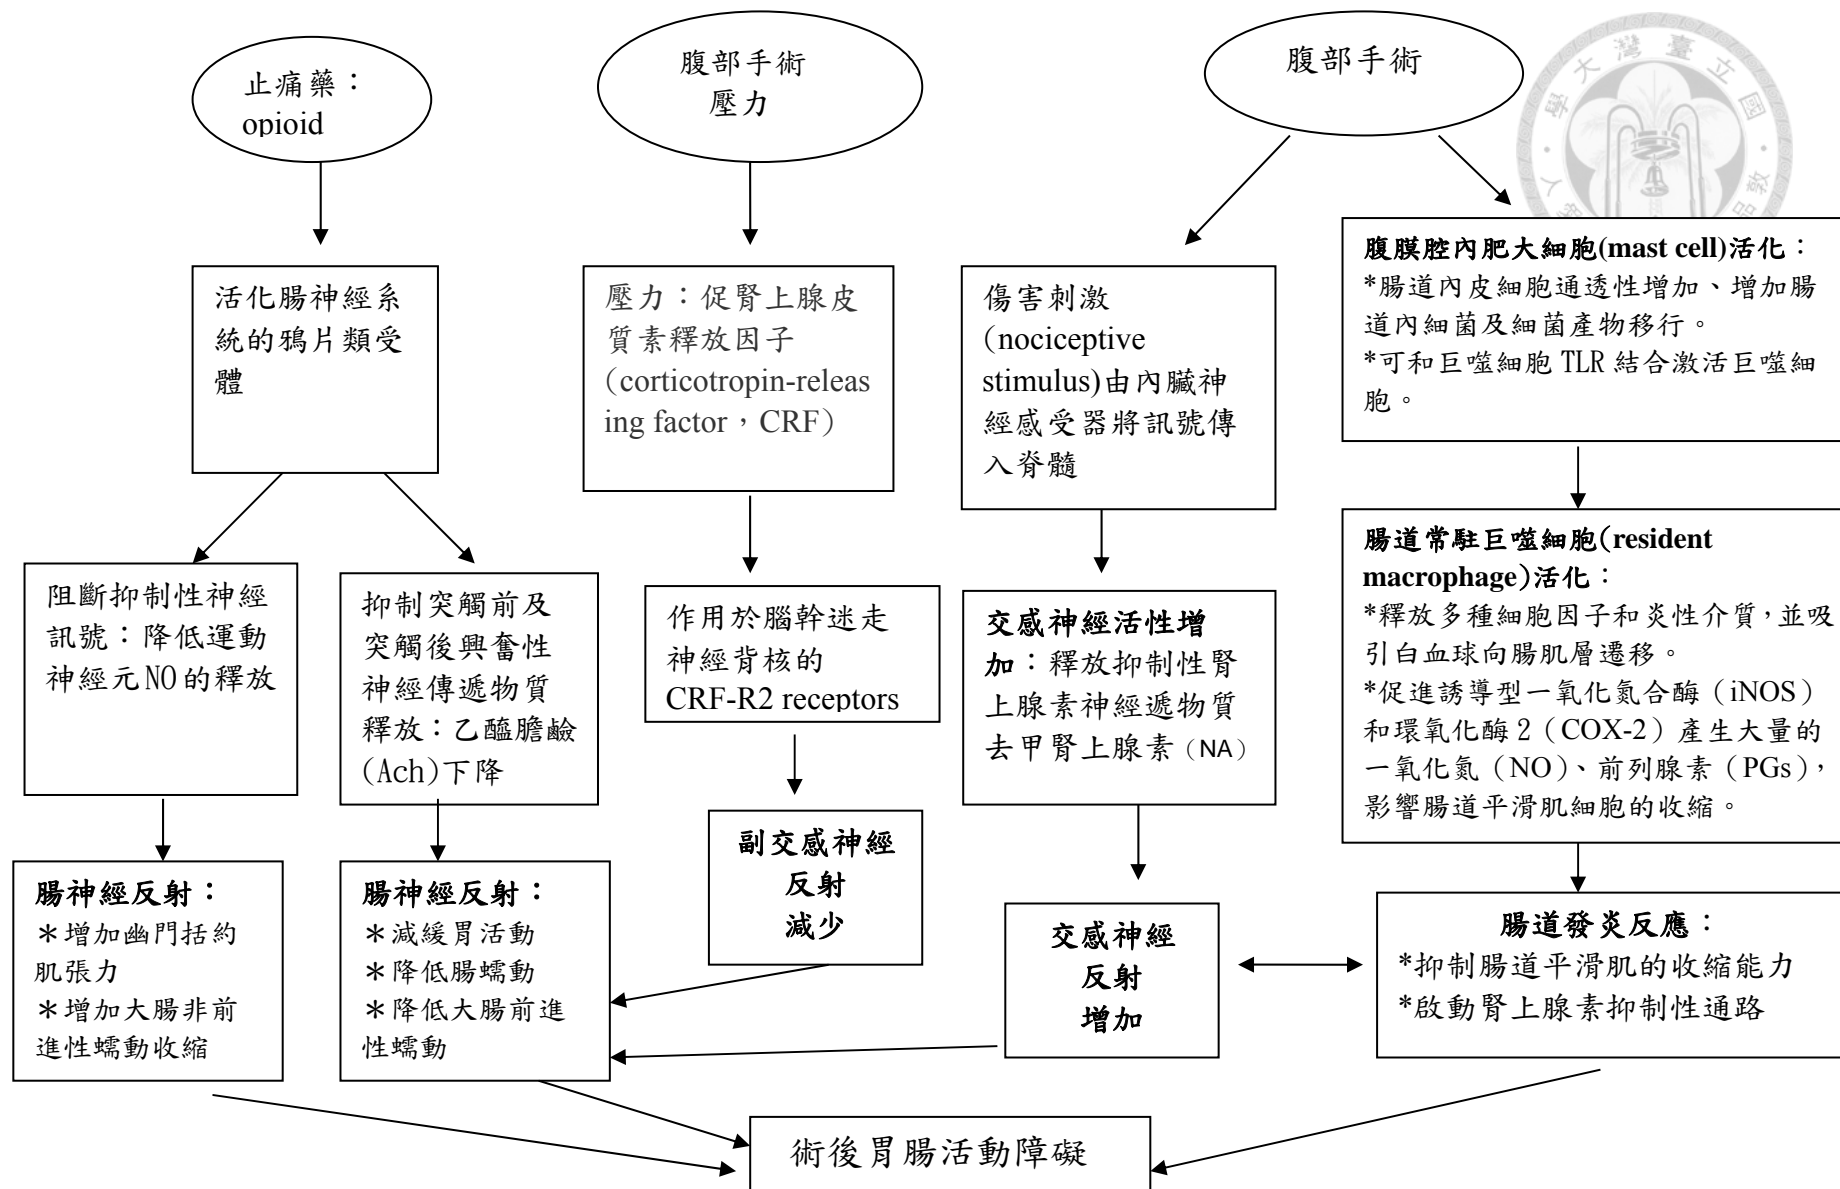 止痛藥：
opioid
腹部手術
壓力
腹部手術
活化腸神經系
統的鴉片類受
體
壓力：促腎上腺皮
質素釋放因子
(corticotropin-releas
ing factor，CRF)
傷害刺激
(nociceptive
stimulus)由內臟神
經感受器將訊號傳
入脊髓
腹膜腔內肥大細胞(mast cell)活化：
*腸道內皮細胞通透性增加、增加腸
道內細菌及細菌產物移行。
*可和巨噬細胞 TLR 結合激活巨噬細
胞。
阻斷抑制性神經
訊號：降低運動
神經元 NO 的釋放
抑制突觸前及
突觸後興奮性
神經傳遞物質
釋放：乙醯膽鹼
(Ach)下降
作用於腦幹迷走
神經背核的
CRF-R2 receptors
交感神經活性增
加：釋放抑制性腎
上腺素神經遞物質
去甲腎上腺素（NA）
腸道常駐巨噬細胞(resident
macrophage)活化：
*釋放多種細胞因子和炎性介質，並吸
引白血球向腸肌層遷移。
*促進誘導型一氧化氮合酶（iNOS）
和環氧化酶 2（COX-2）產生大量的
一氧化氮（NO）、前列腺素（PGs），
影響腸道平滑肌細胞的收縮。
腸神經反射：
＊增加幽門括約
肌張力
＊增加大腸非前
進性蠕動收縮
腸神經反射：
＊減緩胃活動
＊降低腸蠕動
＊降低大腸前進
性蠕動
副交感神經
反射
減少
交感神經
反射
增加
腸道發炎反應：
*抑制腸道平滑肌的收縮能力
*啟動腎上腺素抑制性通路
術後胃腸活動障礙